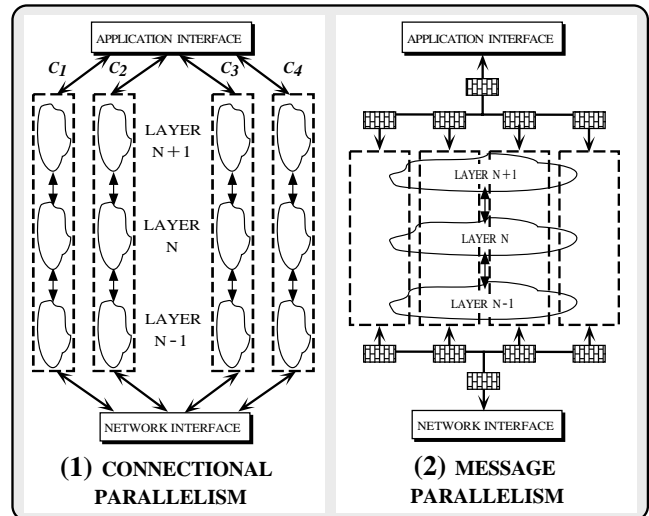 APPLICATION INTERFACE
C1 C2 C3 C4
LAYER
N+1
LAYER
N
LAYER
N-1
NETWORK INTERFACE
(1) CONNECTIONAL
PARALLELISM
APPLICATION INTERFACE
LAYER N+1
LAYER N
LAYER N-1
NETWORK INTERFACE
(2) MESSAGE
PARALLELISM